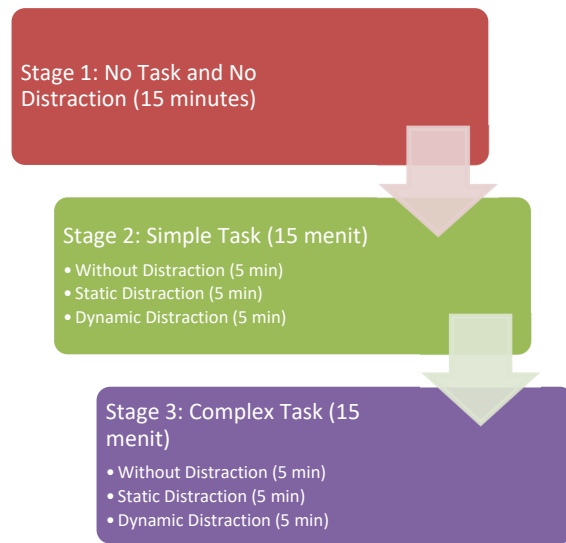 Stage 1: No Task and No
Distraction (15 minutes)
Stage 2: Simple Task (15 menit)
• Without Distraction (5 min)
• Static Distraction (5 min)
• Dynamic Distraction (5 min)
Stage 3: Complex Task (15
menit)
• Without Distraction (5 min)
• Static Distraction (5 min)
• Dynamic Distraction (5 min)